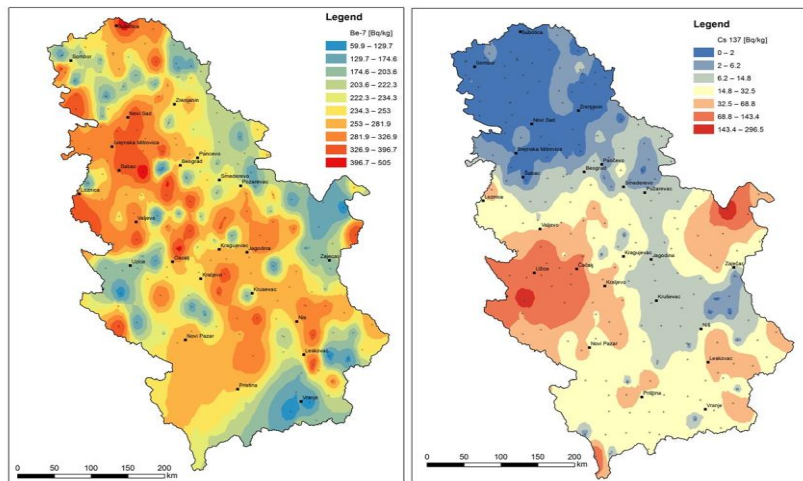 Legend
Be-7 [Bq/kg]
59.9 – 129.7
129.7 – 174.6
174.6 – 203.6
203.6 – 222.3
222.3 – 234.3
234.3 – 253
253 – 281.9
281.9 – 326.9
326.9 – 396.7
396.7 – 505
Subotica
Sombor
Zrenjanin
Novi Sad
Sremska Mitrovica
Pančevo
Šabac
Beograd
Smederevo
Požarevac
Loznica
Valjevo
Kragujevac
Jagodina
Zaječar
Užice
Čačak
Kraljevo
Kruševac
Niš
Novi Pazar
Leskovac
Priština
Vranje
0 50 100 150 200
km
Legend
Cs 137 [Bq/kg]
0 – 2
2 – 6.2
6.2 – 14.8
14.8 – 32.5
32.5 – 68.8
68.8 – 143.4
143.4 – 296.5
Subotica
Sombor
Zrenjanin
Novi Sad
Sremska Mitrovica
Pančevo
Šabac
Beograd
Smederevo
Požarevac
Loznica
Valjevo
Kragujevac
Jagodina
Zaječar
Užice
Čačak
Kraljevo
Kruševac
Niš
Novi Pazar
Leskovac
Priština
Vranje
0 50 100 150 200
km